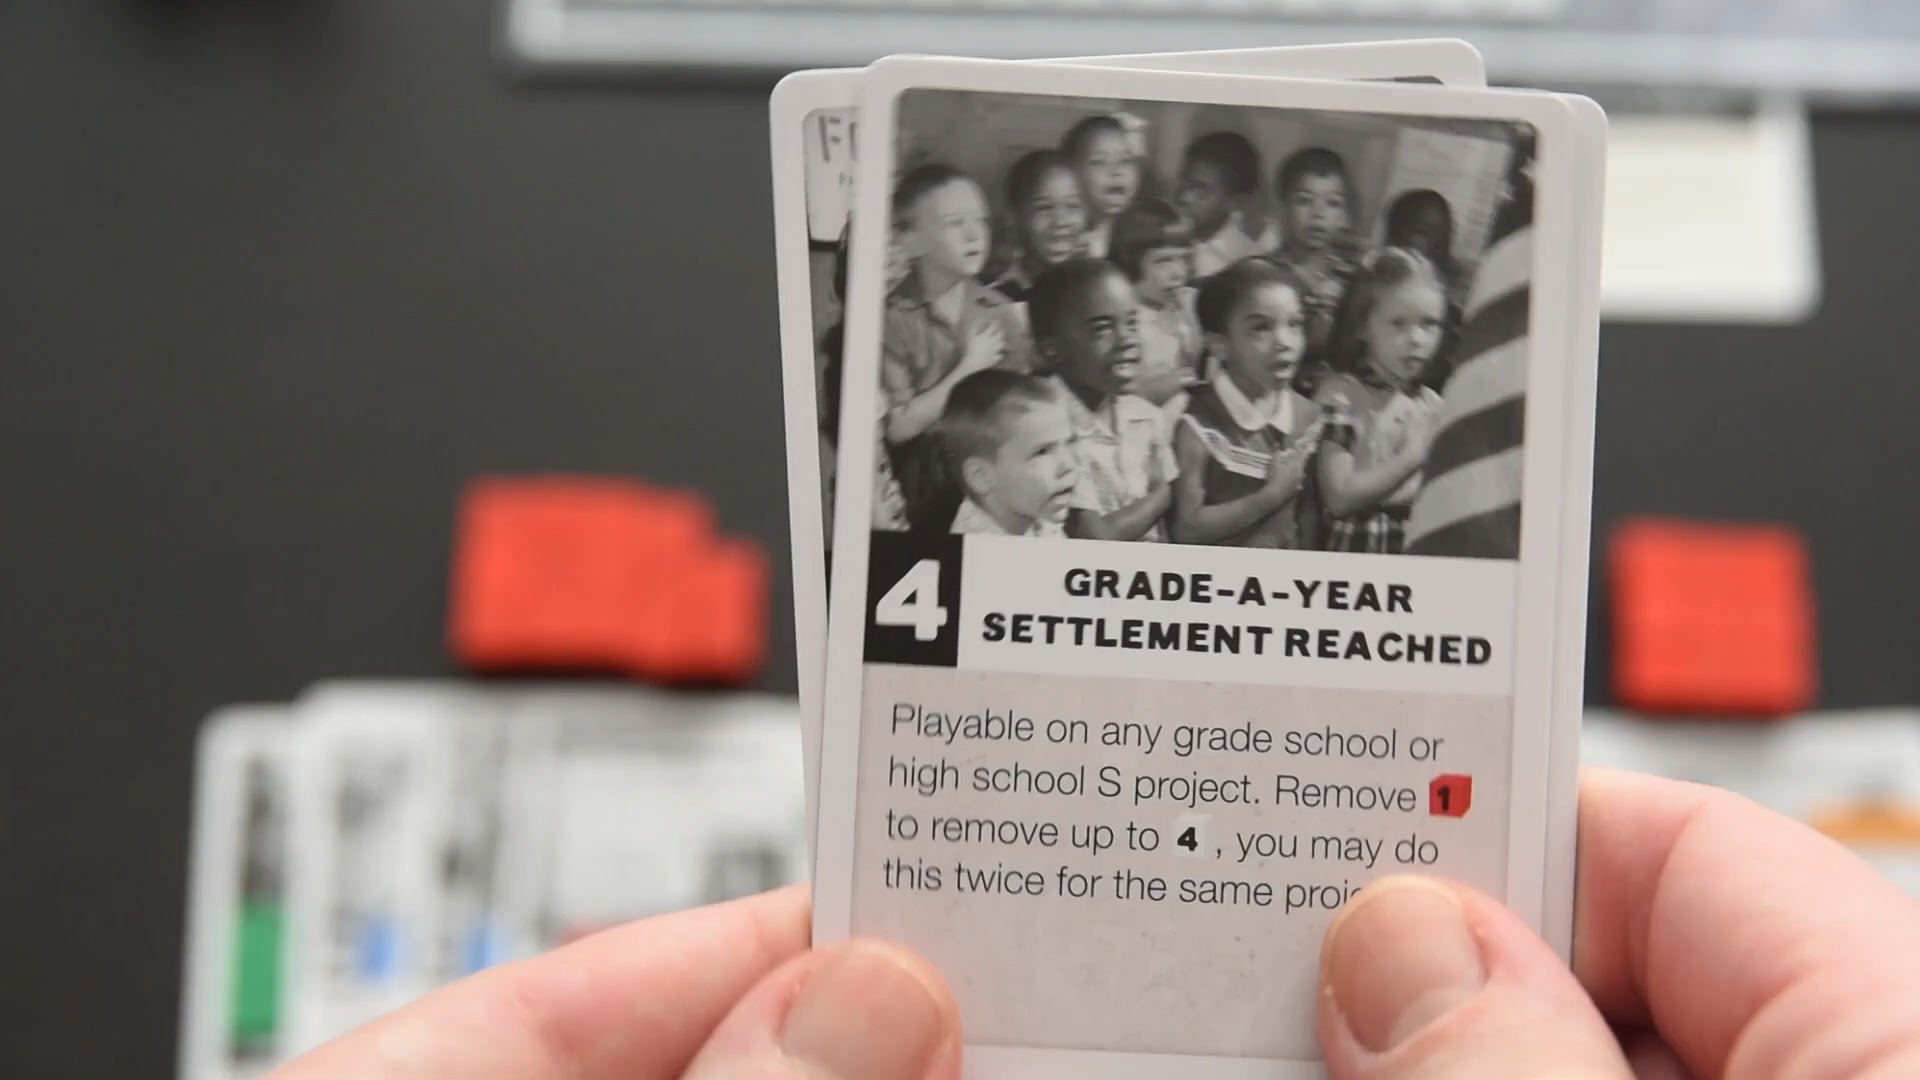 4
GRADE-A-YEAR
SETTLEMENT REACHED
Playable on any grade school or
high school S project. Remove 1
to remove up to 4 , you may do
this twice for the same